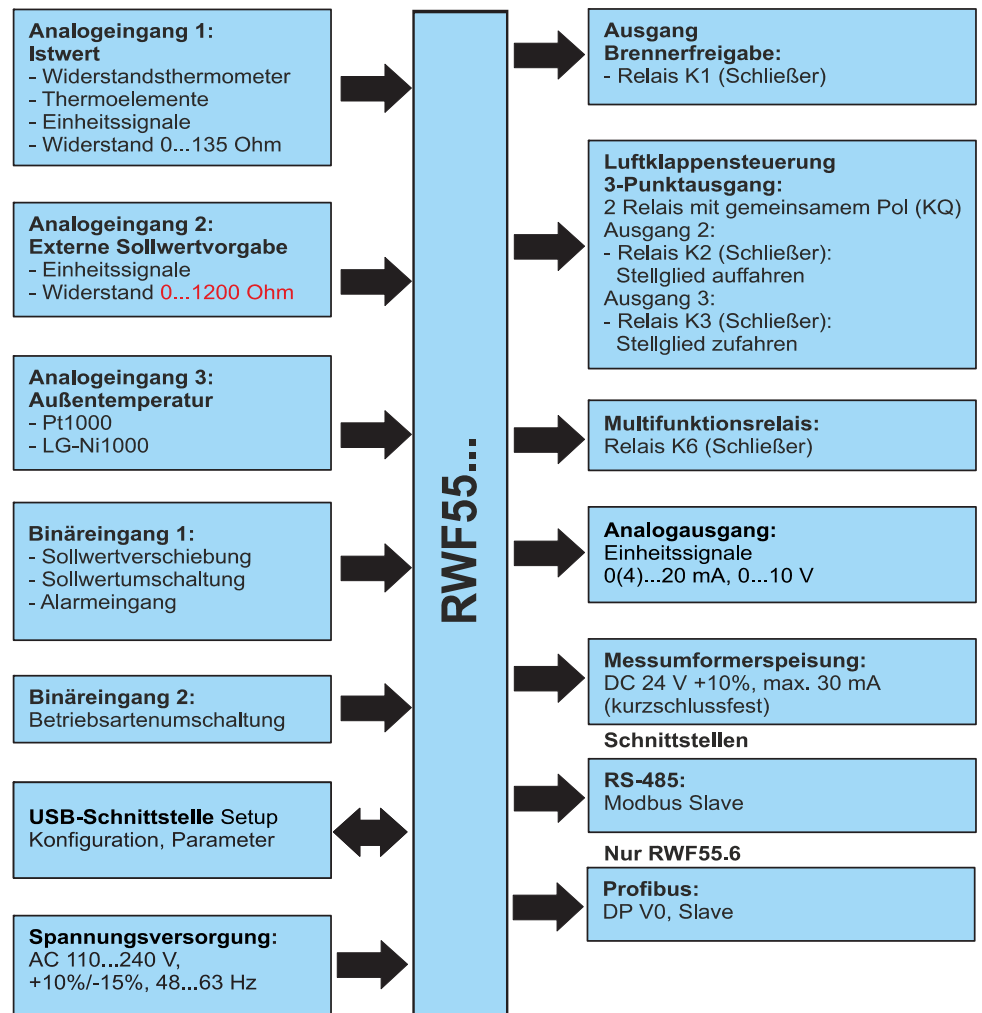 Analogeingang 1:
Istwert
- Widerstandsthermometer
- Thermoelemente
- Einheitssignale
- Widerstand 0...135 Ohm
Analogeingang 2:
Externe Sollwertvorgabe
- Einheitssignale
- Widerstand 0...1200 Ohm
Analogeingang 3:
Außentemperatur
- Pt1000
- LG-Ni1000
Binäreingang 1:
- Sollwertverschiebung
- Sollwertumschaltung
- Alarmeingang
Binäreingang 2:
Betriebsartenumschaltung
USB-Schnittstelle Setup
Konfiguration, Parameter
Spannungsversorgung:
AC 110...240 V,
+10%/-15%, 48...63 Hz
RWF55...
Ausgang
Brennerfreigabe:
- Relais K1 (Schließer)
Luftklappensteuerung
3-Punktausgang:
2 Relais mit gemeinsamem Pol (KQ)
Ausgang 2:
- Relais K2 (Schließer):
Stellglied auffahren
Ausgang 3:
- Relais K3 (Schließer):
Stellglied zufahren
Multifunktionsrelais:
Relais K6 (Schließer)
Analogausgang:
Einheitssignale
0(4)...20 mA, 0...10 V
Messumformerspeisung:
DC 24 V +10%, max. 30 mA
(kurzschlussfest)
Schnittstellen
RS-485:
Modbus Slave
Nur RWF55.6
Profibus:
DP V0, Slave